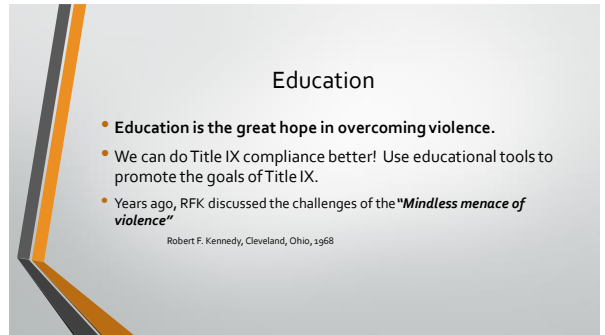 Education
• Education is the great hope in overcoming violence.
• We can do Title IX compliance better! Use educational tools to
promote the goals of Title IX.
• Years ago, RFK discussed the challenges of the "Mindless menace of
violence"
Robert F. Kennedy, Cleveland, Ohio, 1968